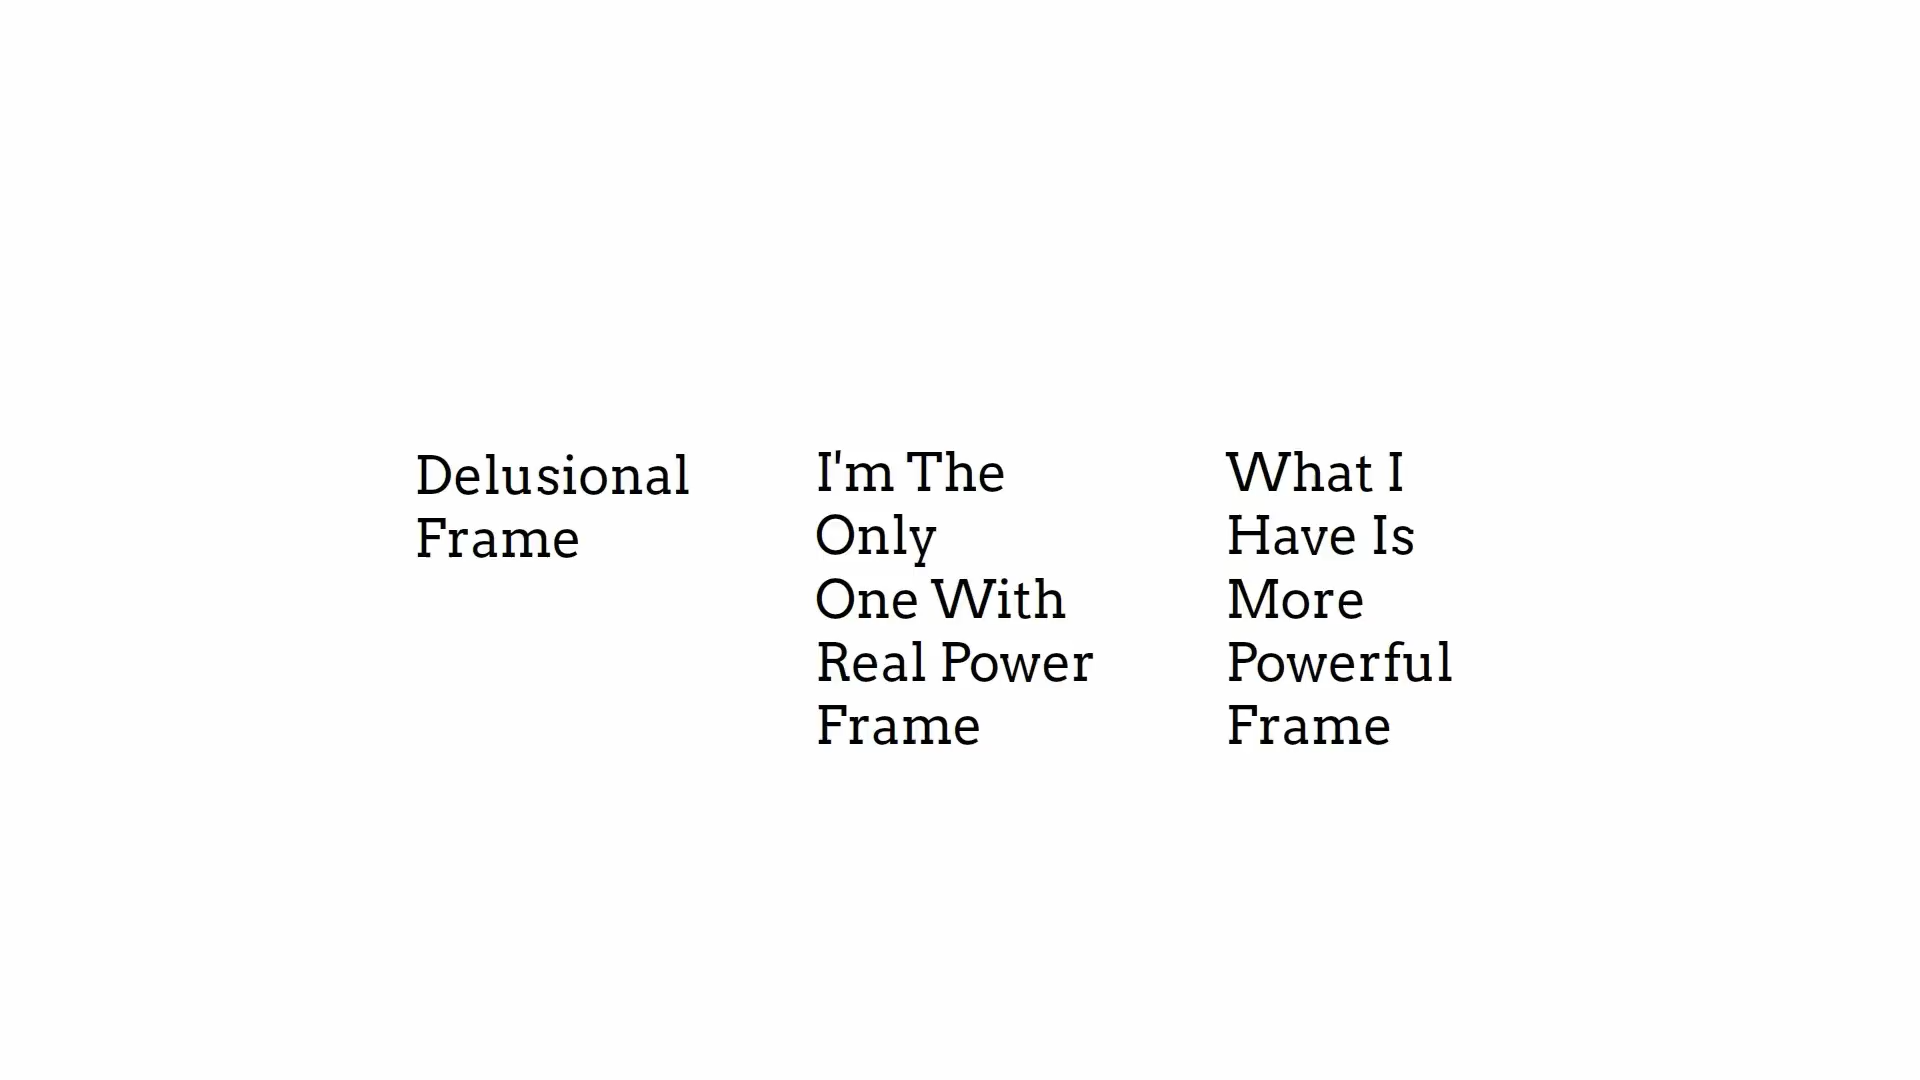 Delusional
Frame
I'm The
Only
One With
Real Power
Frame
What I
Have Is
More
Powerful
Frame